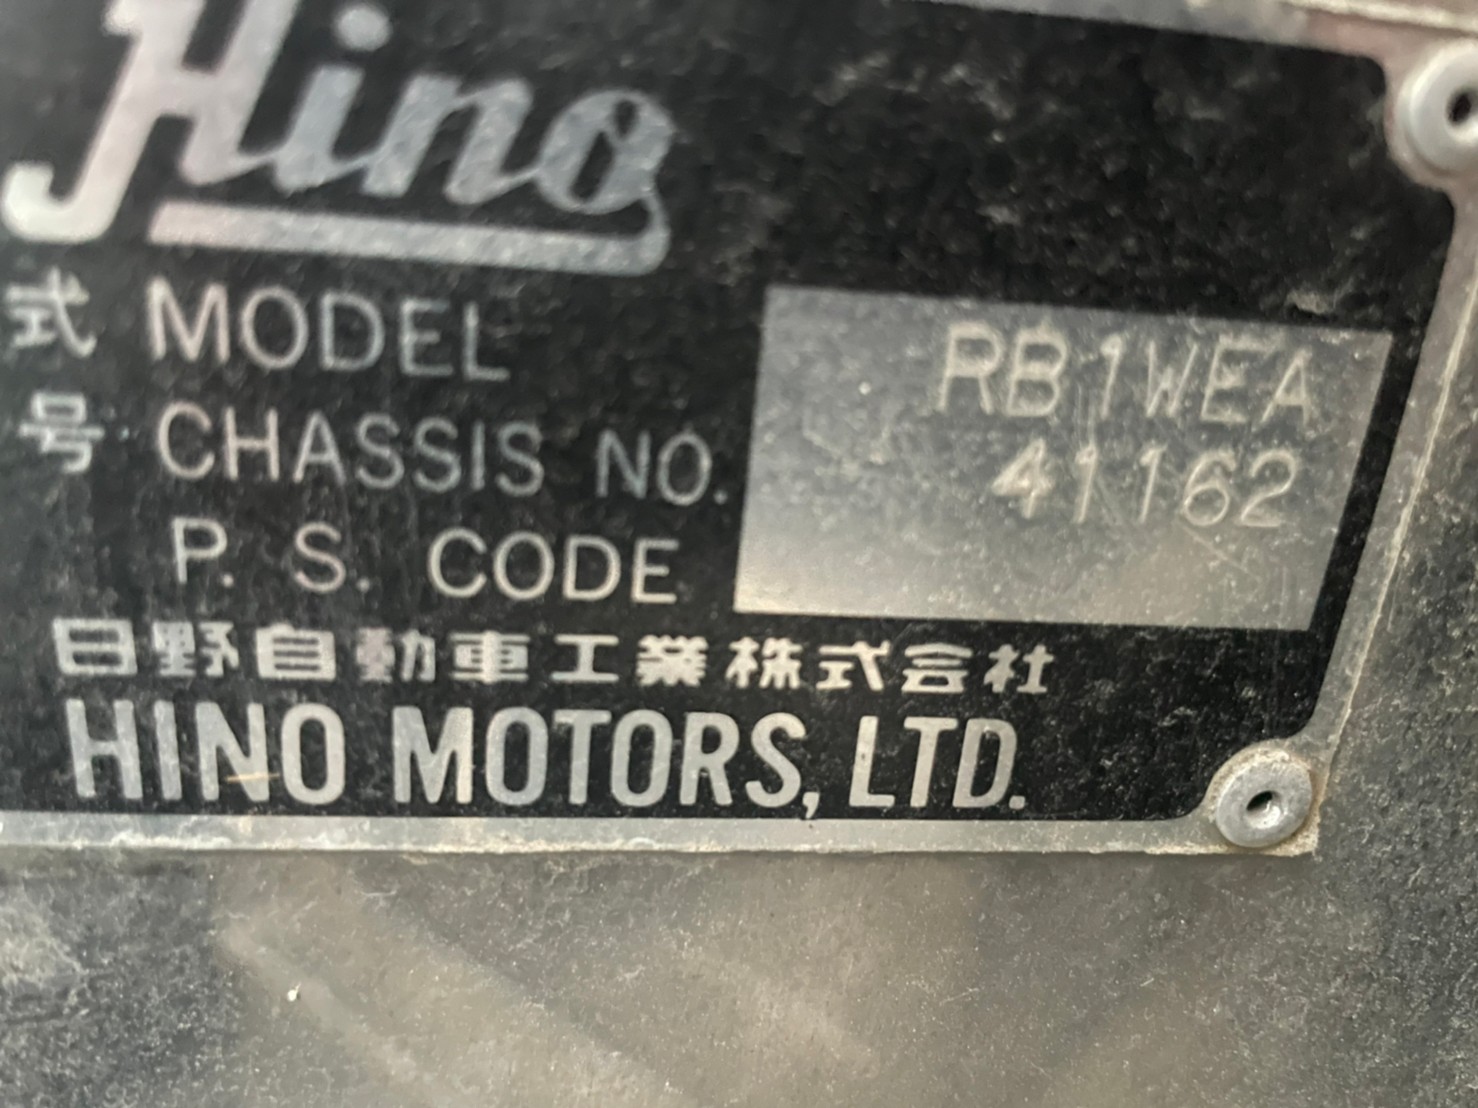 Hino
式 MODEL RB1WEA
号 CHASSIS NO. 41162
P. S. CODE
日野自動車工業株式会社
HINO MOTORS, LTD.